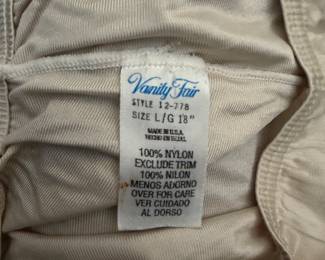 Vanity Fair
STYLE 12-778
SIZE L/G 18"
MADE IN U.S.A.
HECHO EN EE.UU.
100% NYLON
EXCLUDE TRIM
100% NILON
MENOS ADORNO
OVER FOR CARE
VER CUIDADO
AL DORSO